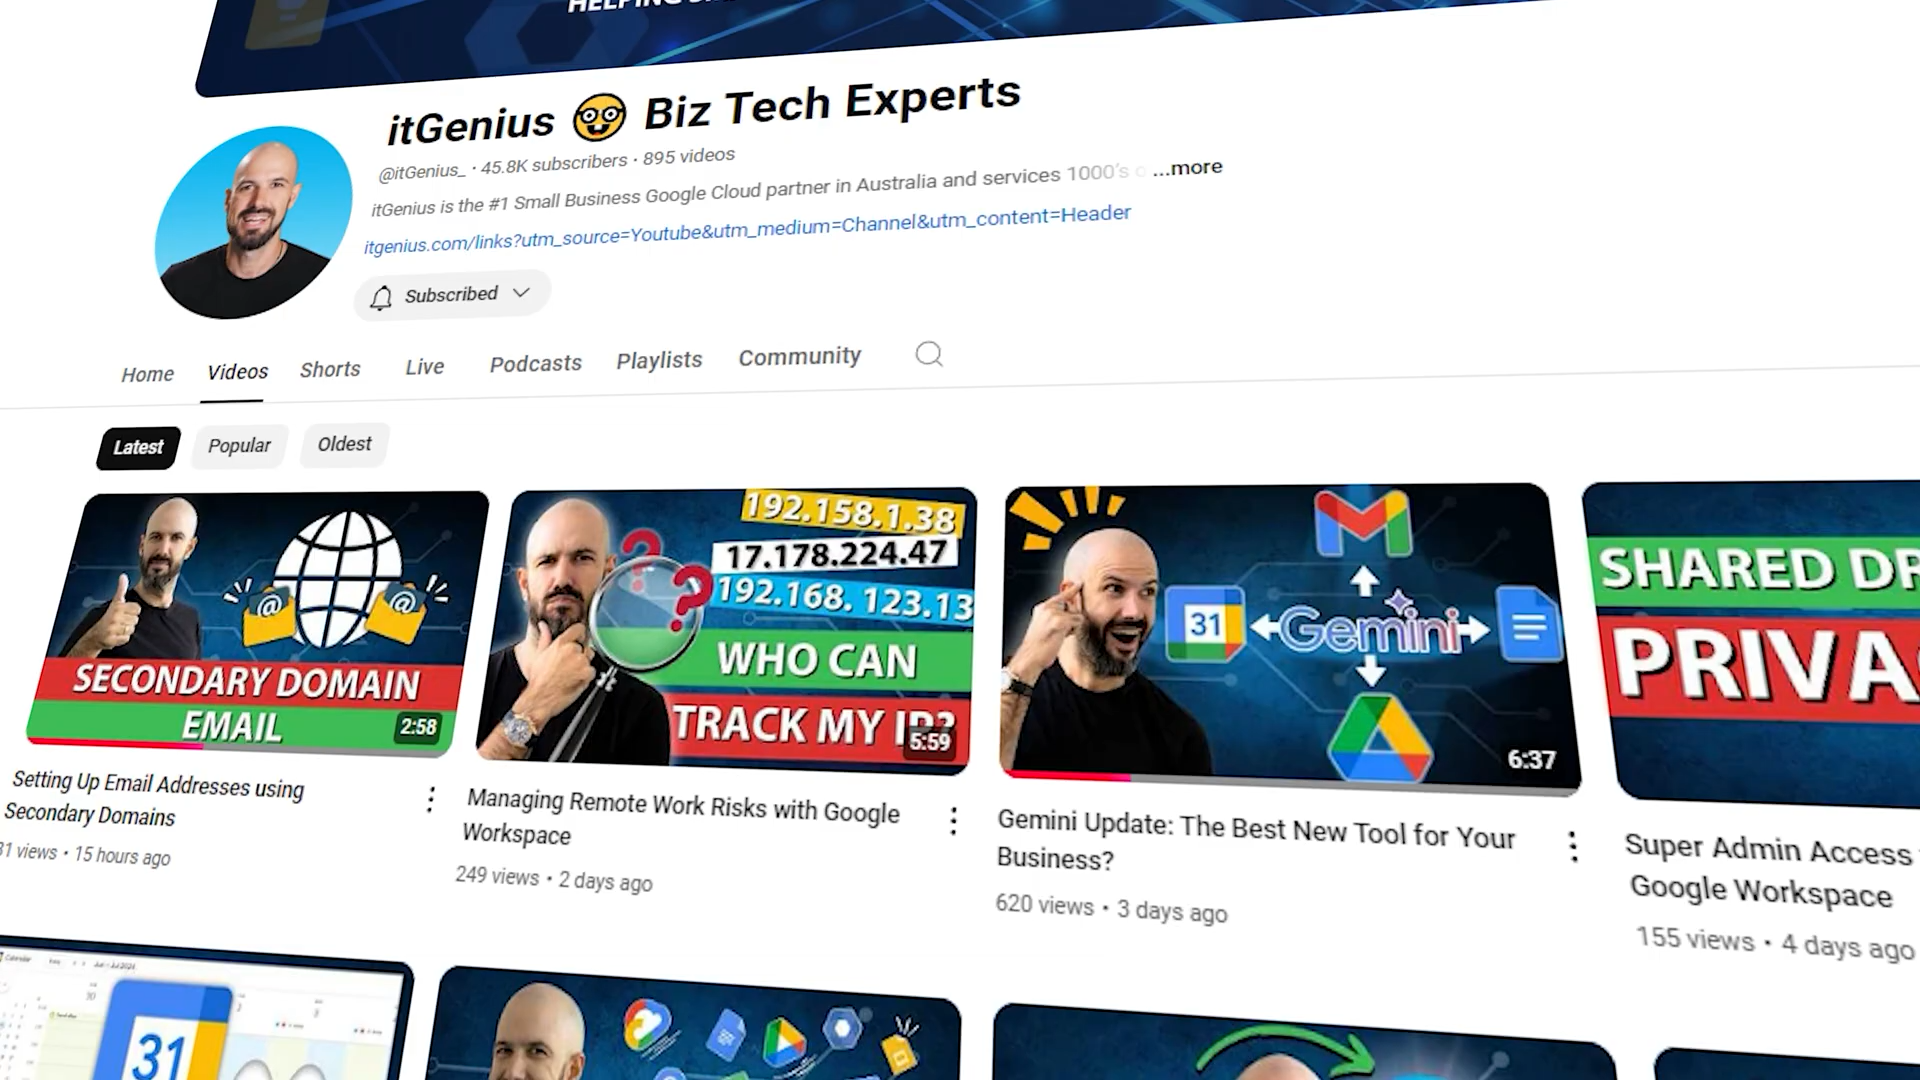 itGenius 🤓 Biz Tech Experts
@itGenius_ · 45.8K subscribers · 895 videos
itGenius is the #1 Small Business Google Cloud partner in Australia and services 1000's o ...more
itgenius.com/links?utm_source=Youtube&utm_medium=Channel&utm_content=Header
Subscribed
Home Videos Shorts Live Podcasts Playlists Community
Latest Popular Oldest
SECONDARY DOMAIN
EMAIL
2:58
192.158.1.38
17.178.224.47
192.168. 123.13
WHO CAN
TRACK MY IP?
5:59
31
Gemini
6:37
SHARED
Setting Up Email Addresses using
Secondary Domains
views • 15 hours ago
Managing Remote Work Risks with Google
Workspace
249 views • 2 days ago
Gemini Update: The Best New Tool for Your
Business?
620 views • 3 days ago
Super Admin Access
Google Workspace
155 views • 4 days ago
Calendar
31